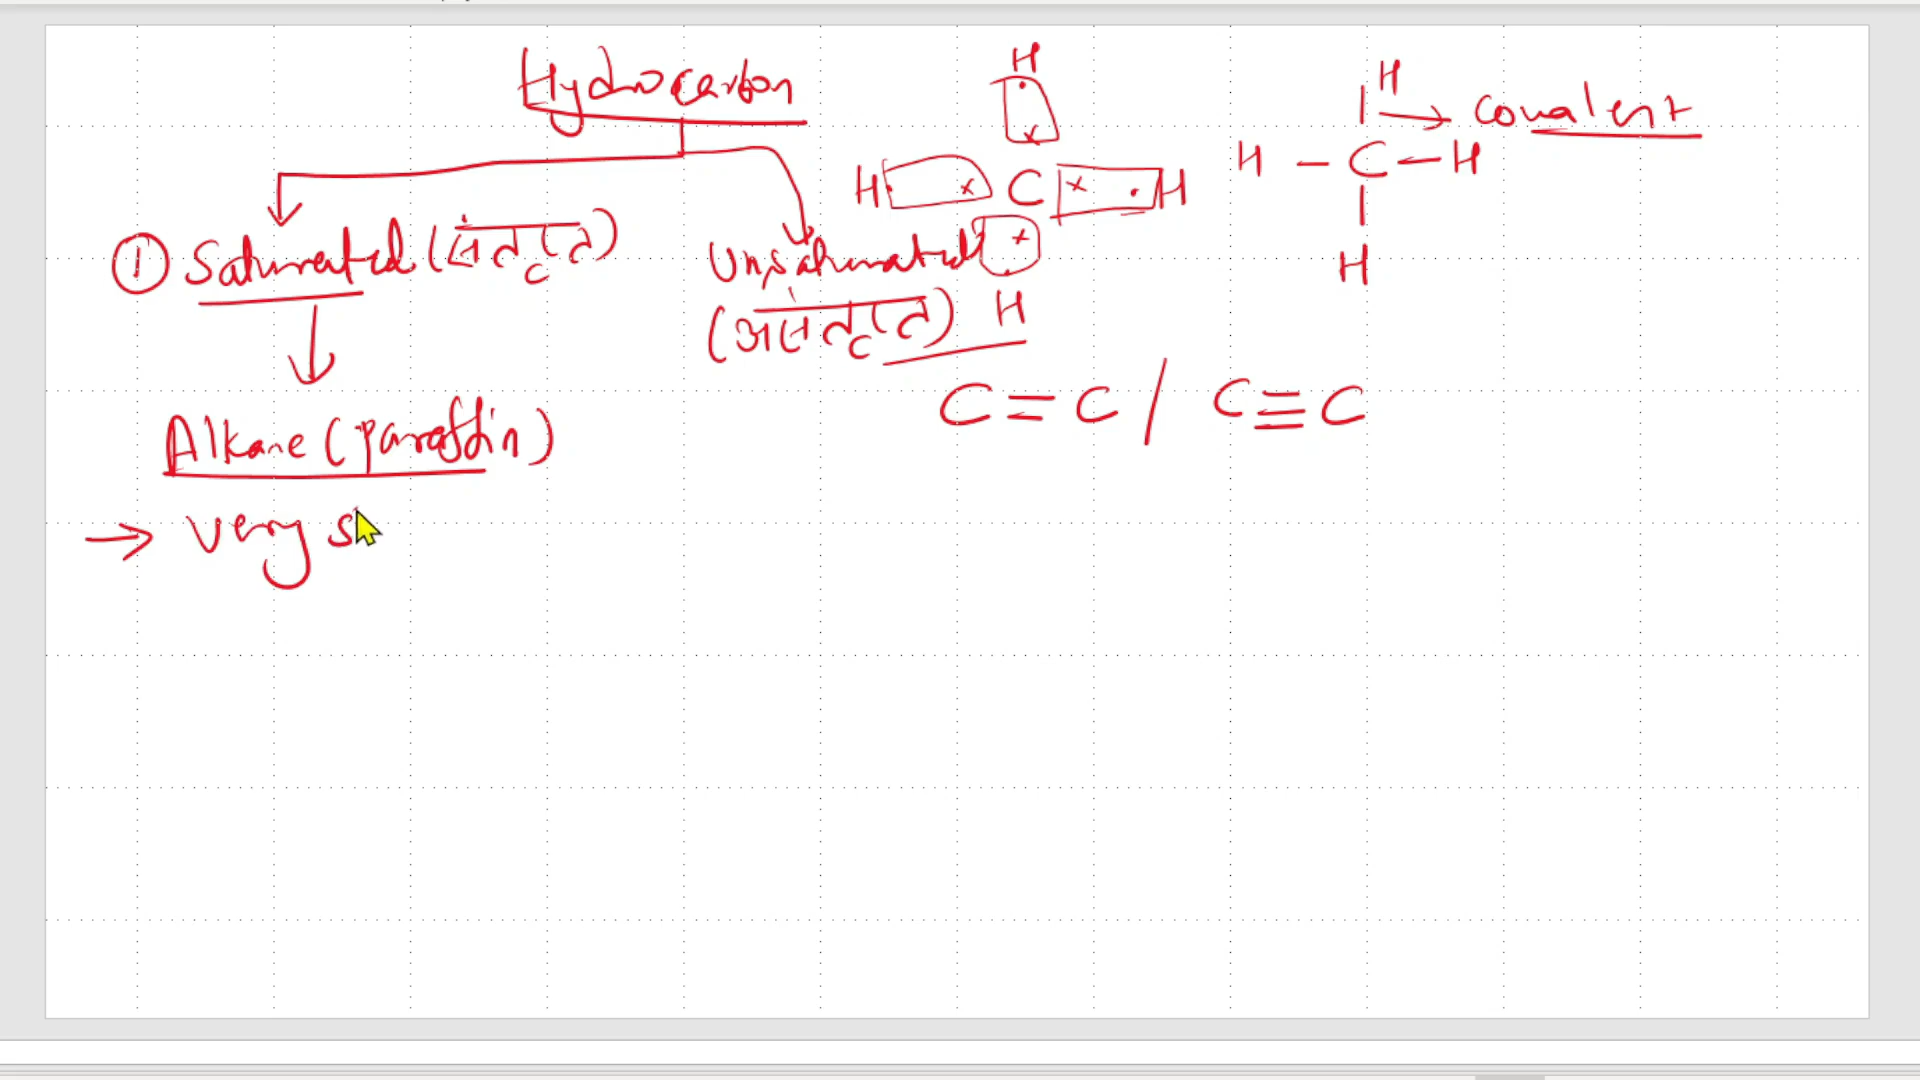 Hydrocarbon
① Saturated (संतृप्त)
Unsaturated
(असंतृप्त)
Alkane (paraffin)
→ Very s
H
H C H
H
H
H - C - H → Covalent
H
C = C / C ≡ C